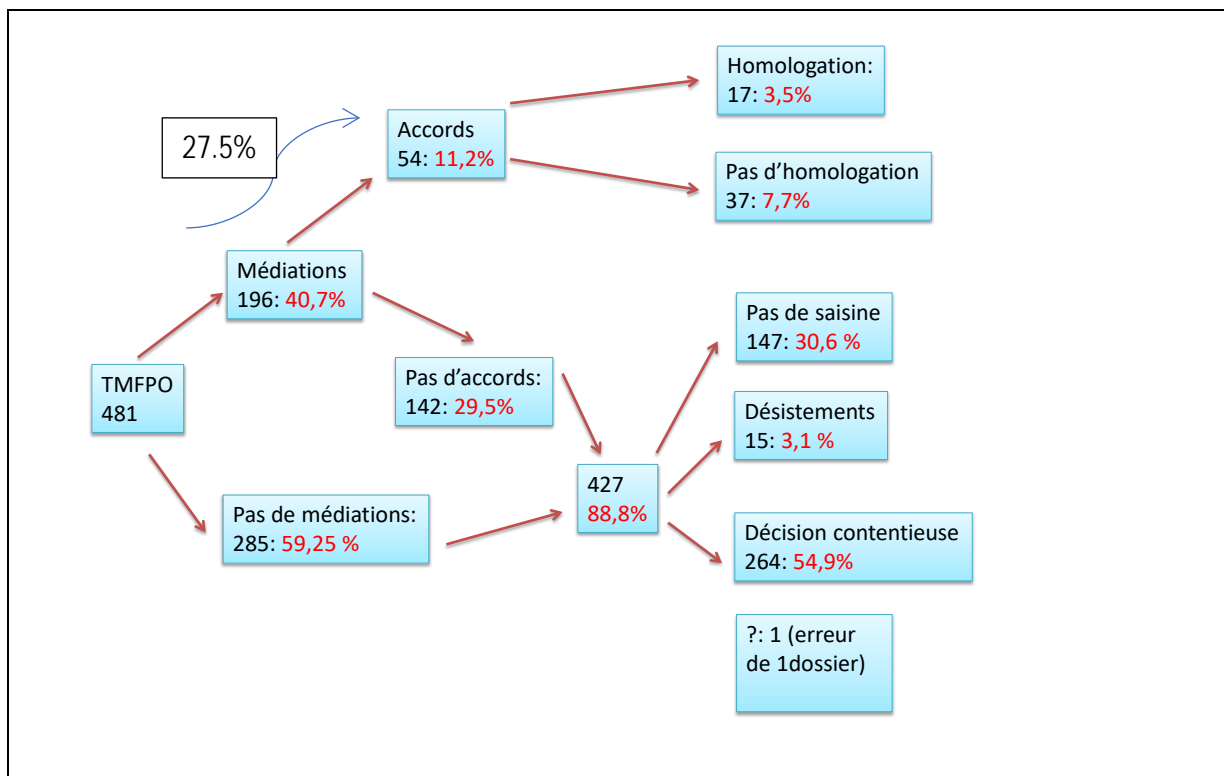 Homologation:
17: 3,5%
27.5%
Accords
54: 11,2%
Pas d’homologation
37: 7,7%
Médiations
196: 40,7%
Pas de saisine
147: 30,6 %
TMFPO
481
Pas d’accords:
142: 29,5%
Désistements
15: 3,1 %
427
88,8%
Pas de médiations:
285: 59,25 %
Décision contentieuse
264: 54,9%
?: 1 (erreur
de 1dossier)